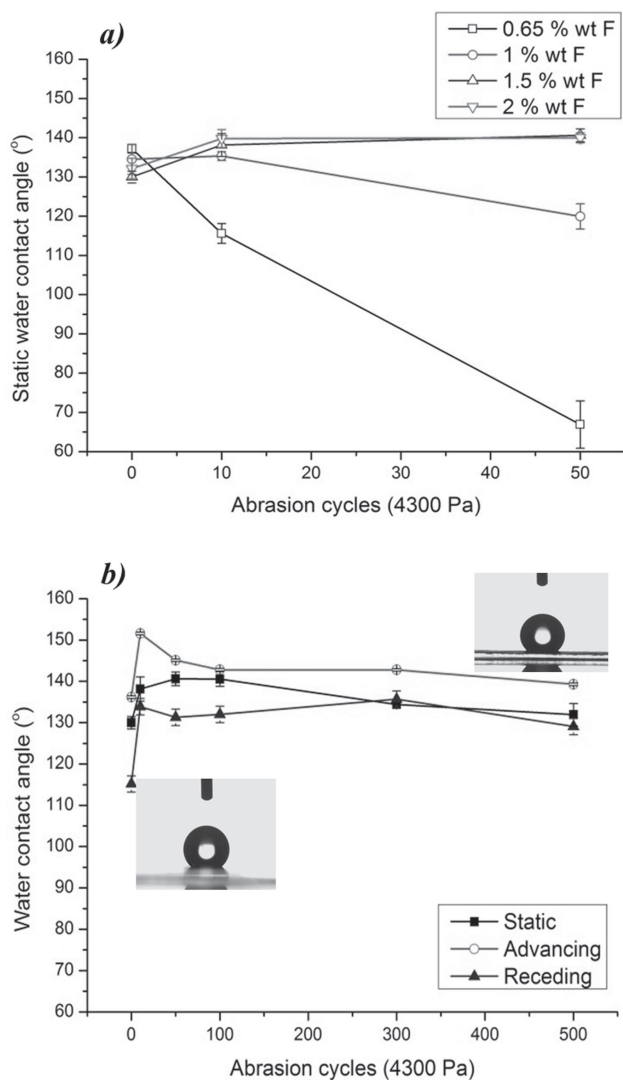 a)
0.65 % wt F
1 % wt F
1.5 % wt F
2 % wt F
160
150
140
130
120
110
100
90
80
70
60
Static water contact angle (°)
0
10
20
30
40
50
Abrasion cycles (4300 Pa)
b)
160
150
140
130
120
110
100
90
80
70
60
Water contact angle (°)
Static
Advancing
Receding
0
100
200
300
400
500
Abrasion cycles (4300 Pa)